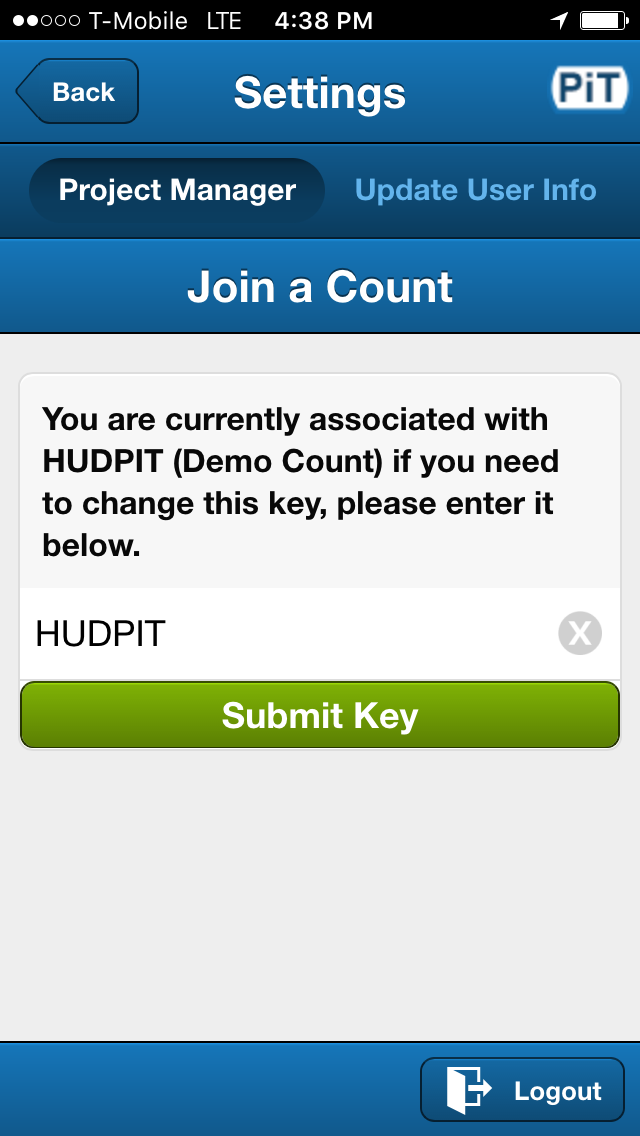 T-Mobile LTE 4:38 PM
Back
Settings
PiT
Project Manager
Update User Info
Join a Count
You are currently associated with
HUDPIT (Demo Count) if you need
to change this key, please enter it
below.
HUDPIT
X
Submit Key
Logout